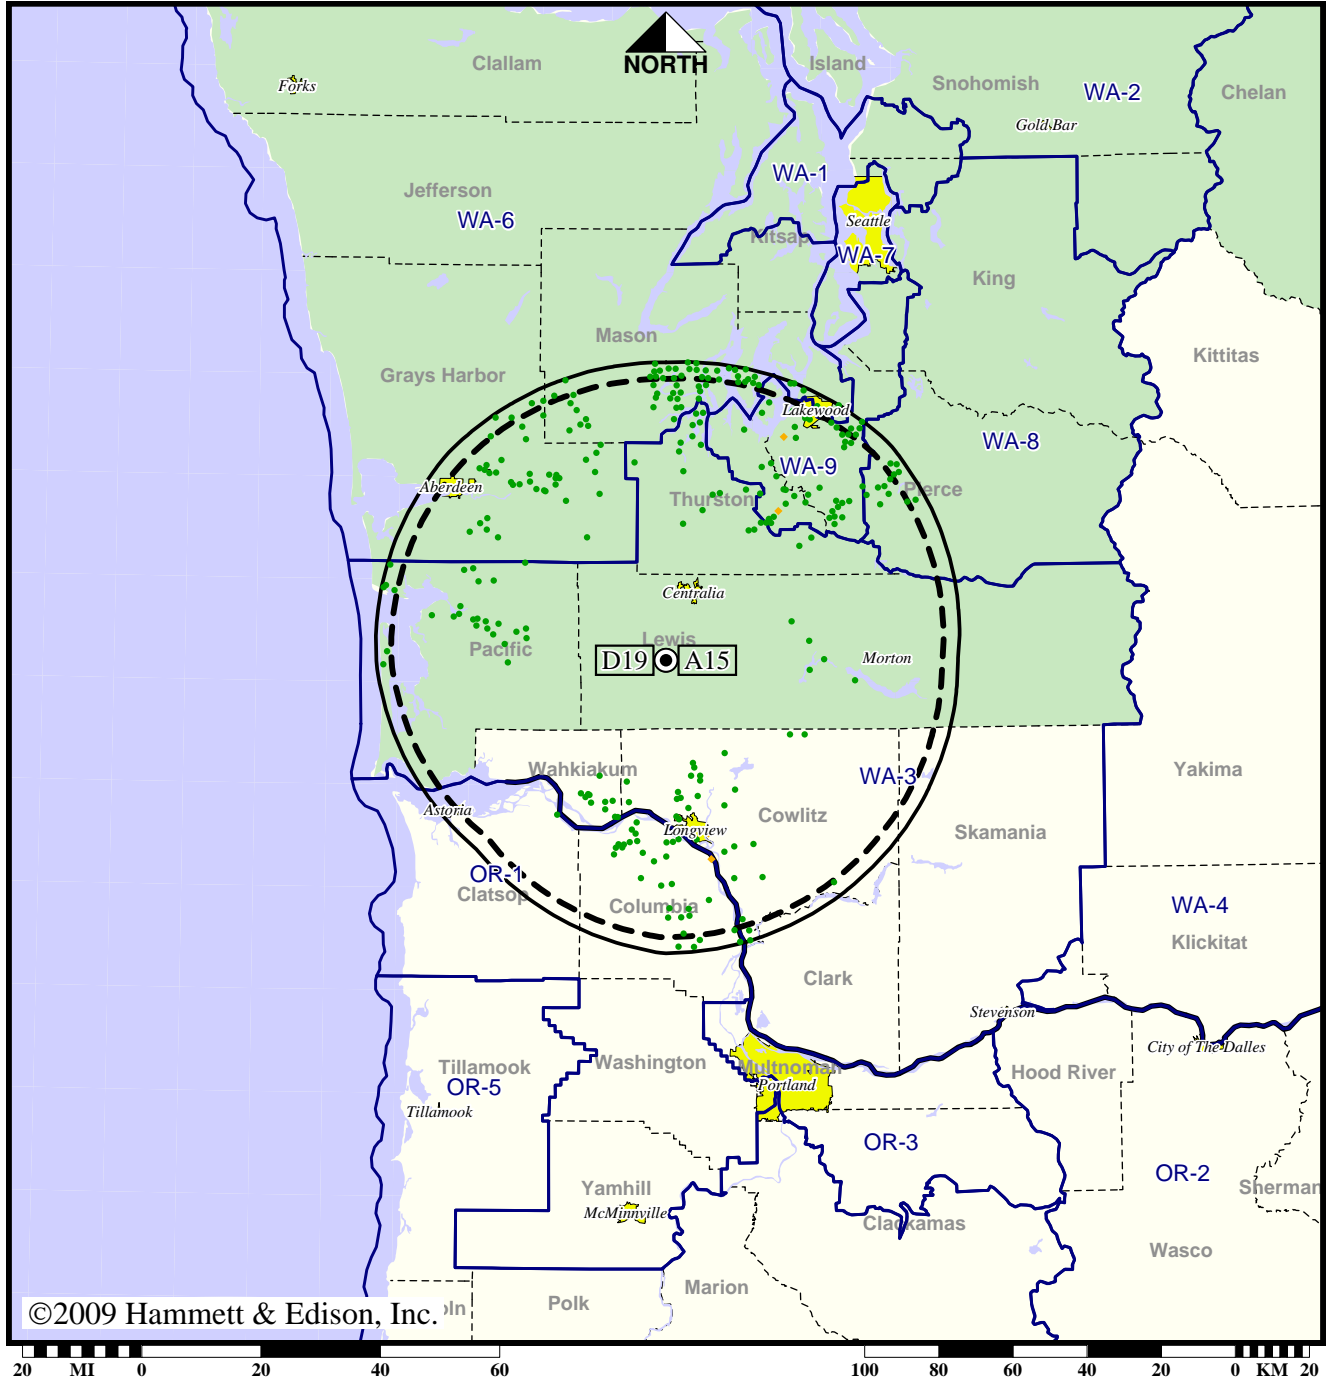 NORTH
Clallam
Island
Snohomish
WA-2
Chelan
Forks
Gold Bar
WA-1
Jefferson
WA-6
Seattle
Kitsap
WA-7
King
Mason
Kittitas
Grays Harbor
Lakewood
WA-8
WA-9
Aberdeen
Thurston
Pierce
Centralia
Lewis
Pacific
D19
A15
Morton
Wahkiakum
WA-3
Yakima
Astoria
Longview
Cowlitz
Skamania
OR-1
Clatsop
Columbia
WA-4
Klickitat
Clark
Stevenson
City of The Dalles
Tillamook
Washington
Multnomah
Hood River
OR-5
Portland
Tillamook
OR-3
OR-2
Yamhill
Sherman
McMinnville
Clackamas
Wasco
Marion
Polk
©2009 Hammett & Edison, Inc.
oln
20 MI 0 20 40 60
100 80 60 40 20 0 KM 20